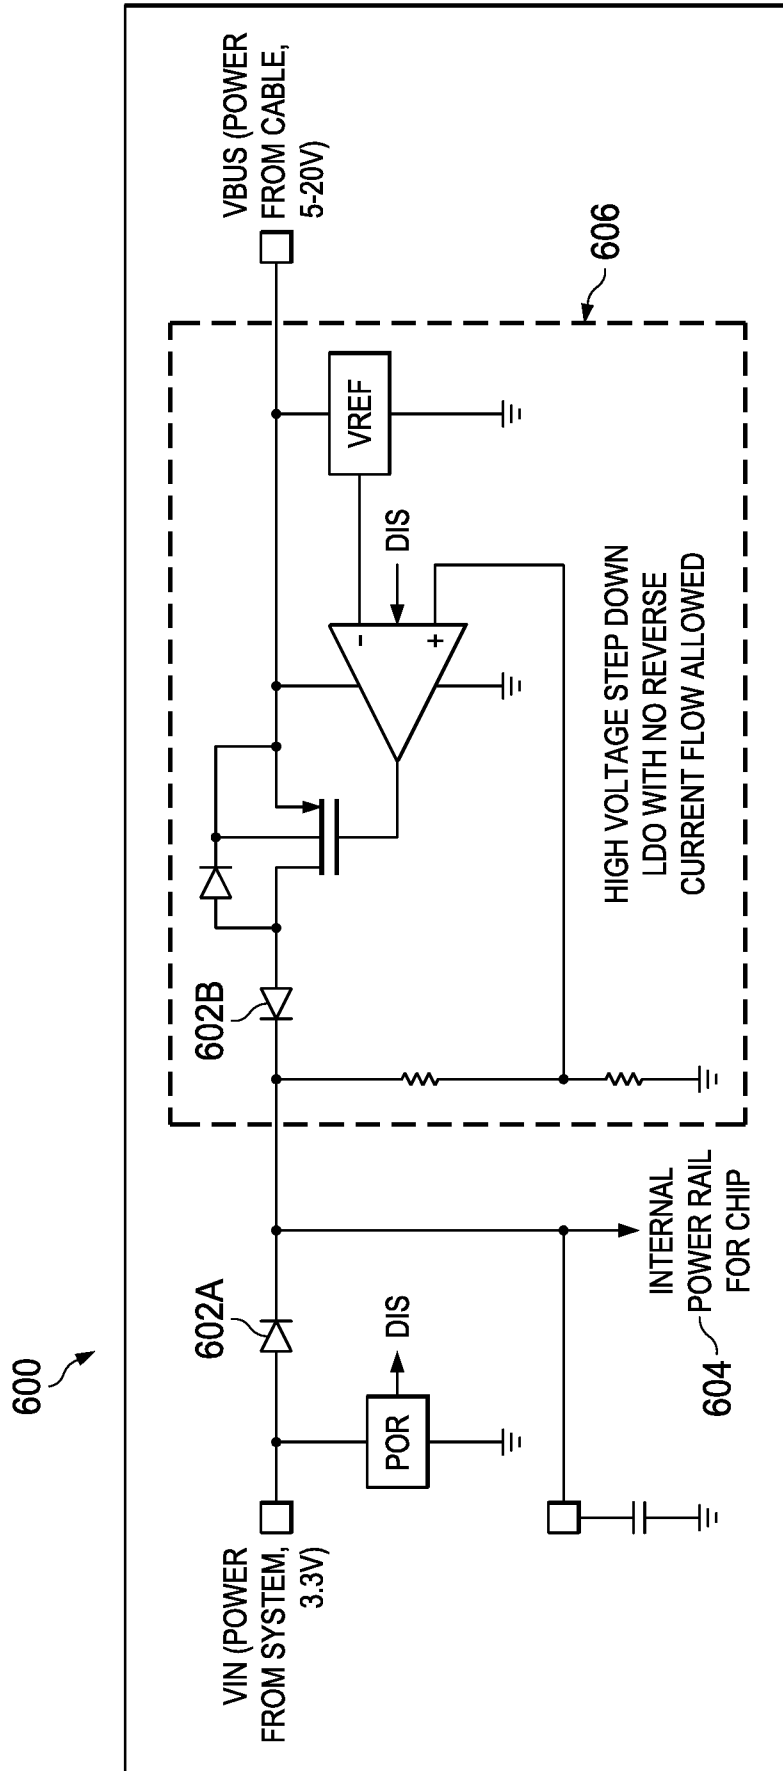 600
VIN (POWER
FROM SYSTEM,
3.3V)
POR
DIS
602A
INTERNAL
POWER RAIL
FOR CHIP
604
602B
HIGH VOLTAGE STEP DOWN
LDO WITH NO REVERSE
CURRENT FLOW ALLOWED
-
+
DIS
VREF
606
VBUS (POWER
FROM CABLE,
5-20V)